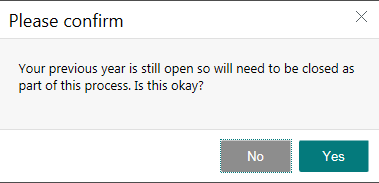 Please confirm
Your previous year is still open so will need to be closed as
part of this process. Is this okay?
No
Yes